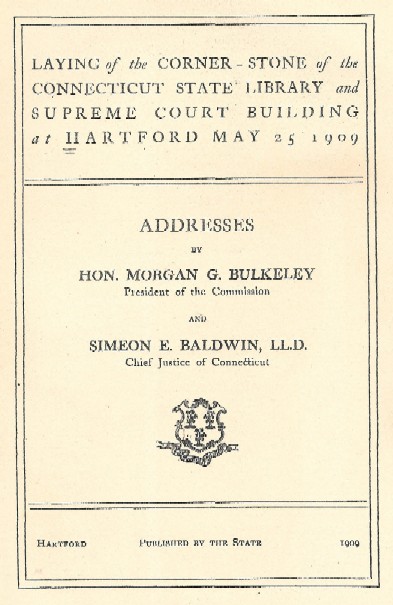 LAYING of the CORNER-STONE of the
CONNECTICUT STATE LIBRARY and
SUPREME COURT BUILDING
at HARTFORD MAY 25 1909
ADDRESSES
BY
HON. MORGAN G. BULKELEY
President of the Commission
AND
SIMEON E. BALDWIN, LL.D.
Chief Justice of Connecticut
HARTFORD PUBLISHED BY THE STATE 1909